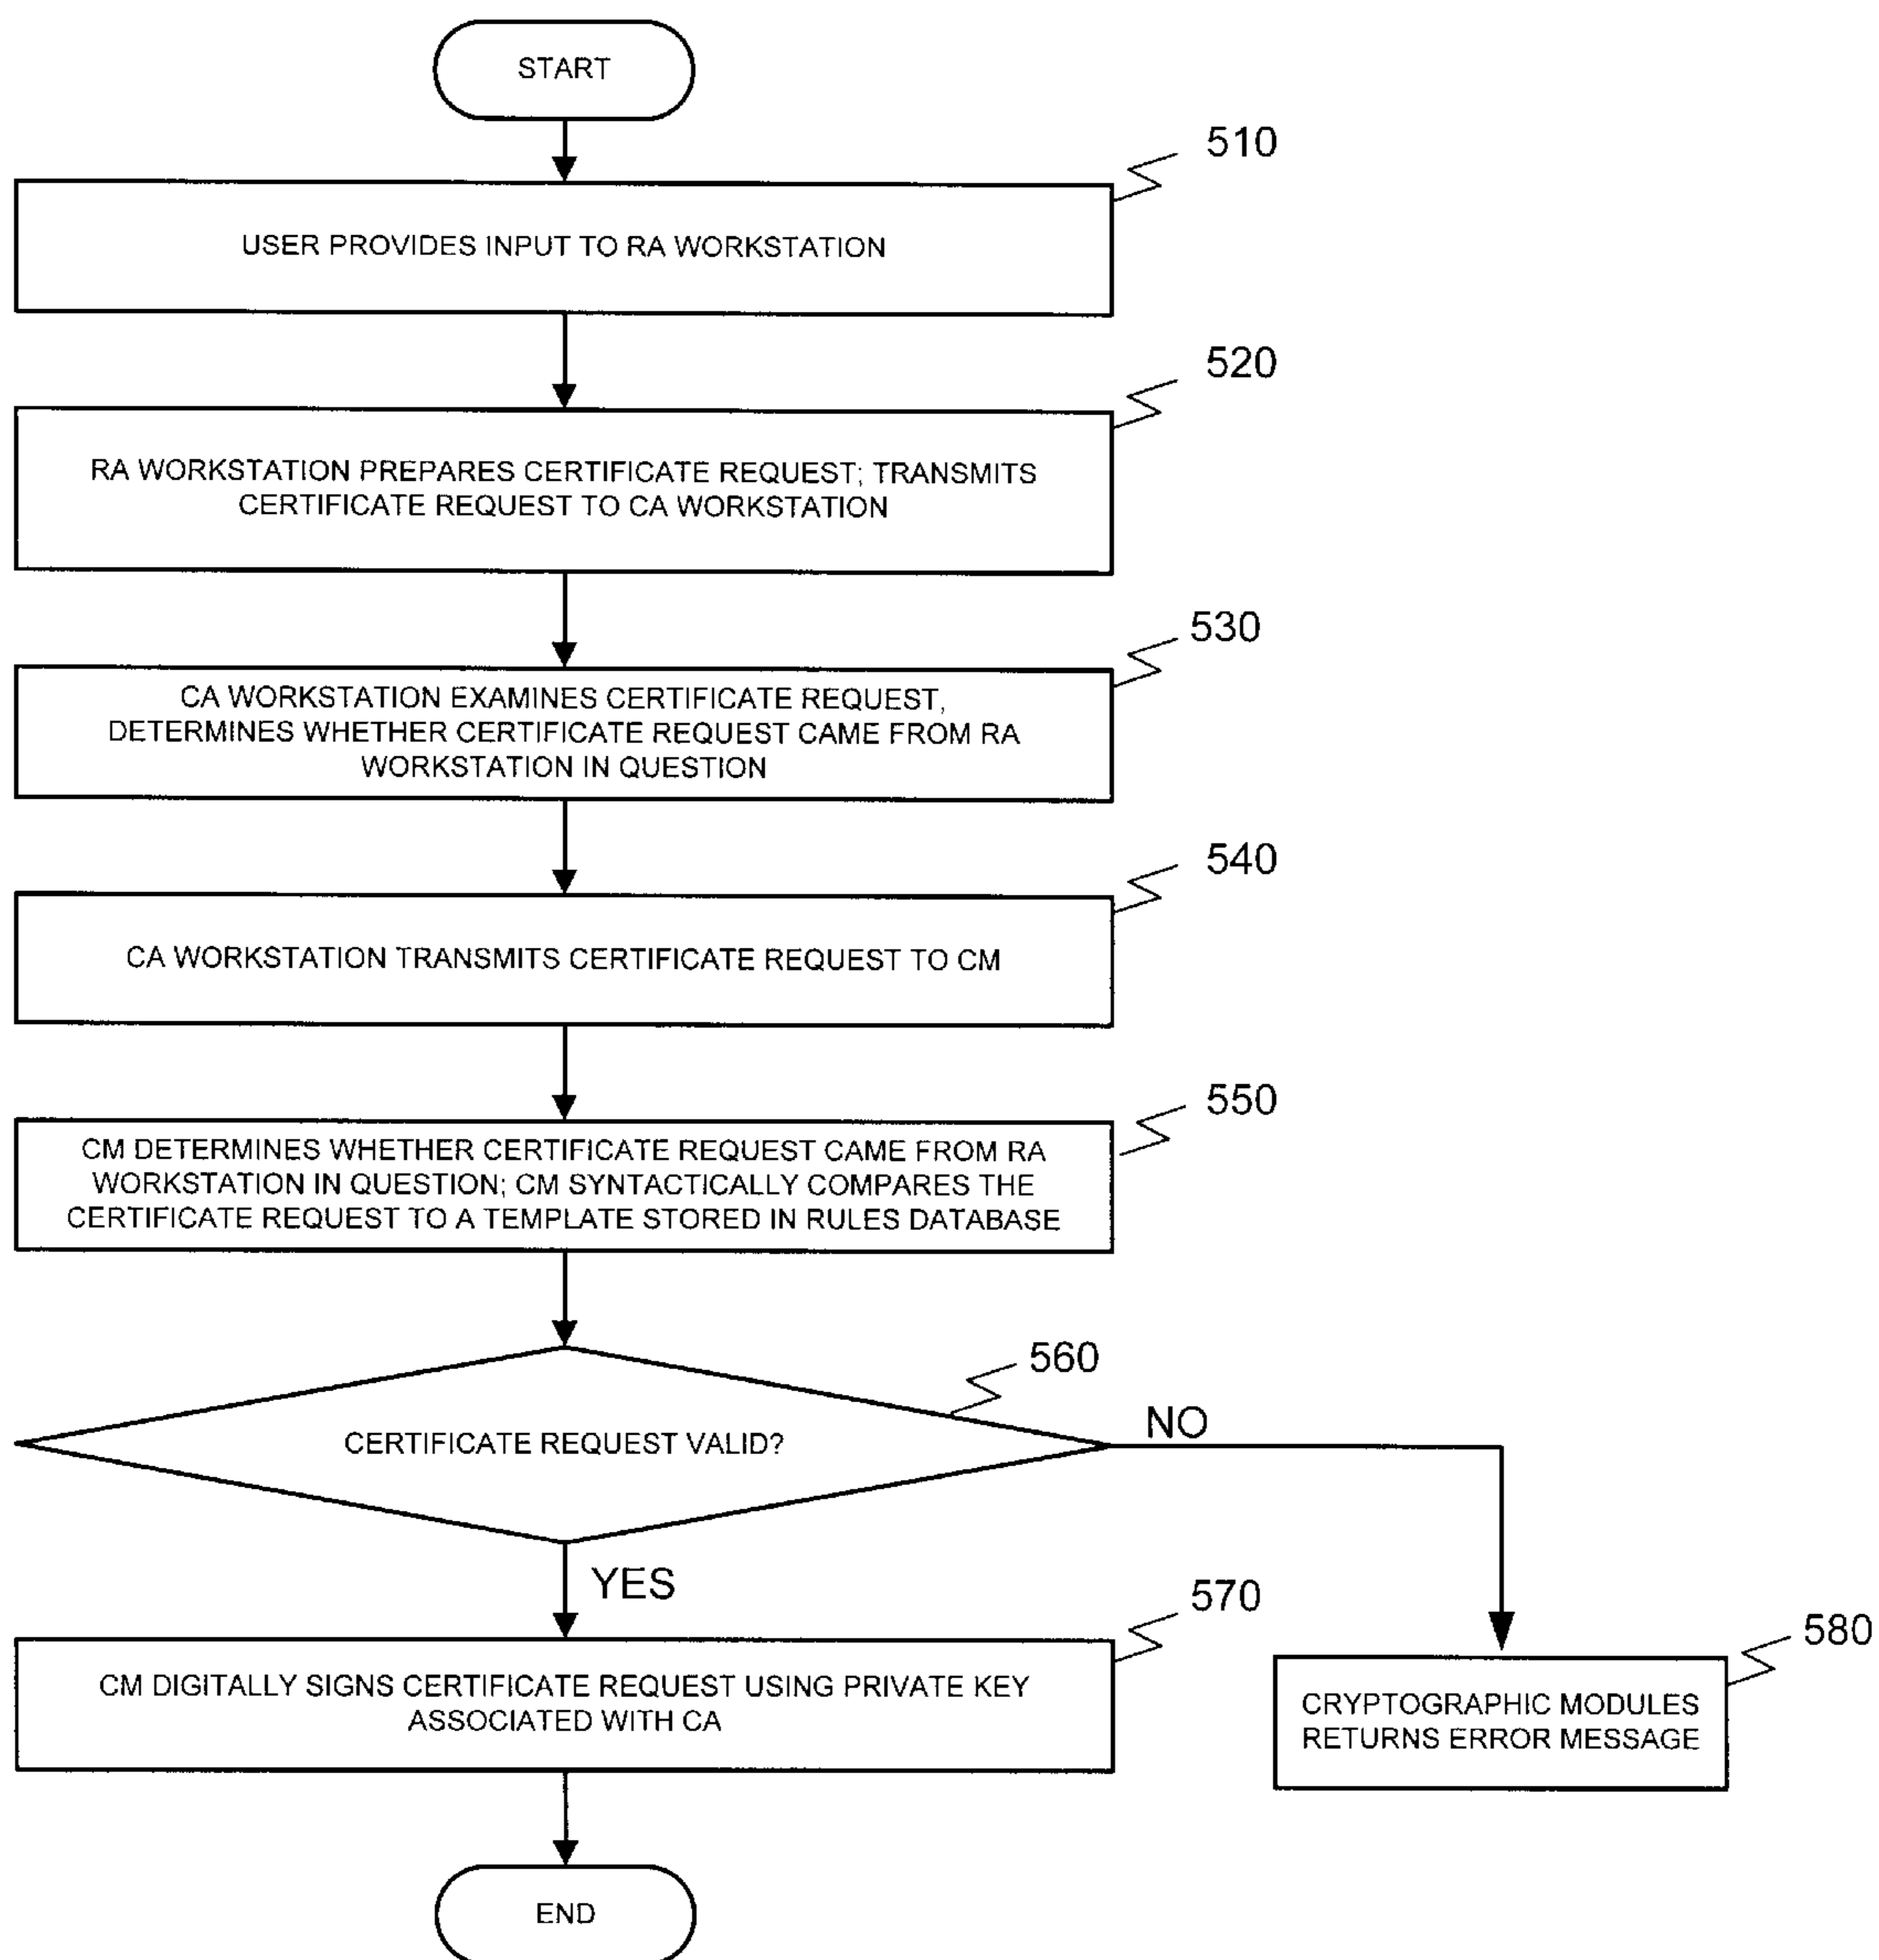 START
510
USER PROVIDES INPUT TO RA WORKSTATION
520
RA WORKSTATION PREPARES CERTIFICATE REQUEST; TRANSMITS
CERTIFICATE REQUEST TO CA WORKSTATION
530
CA WORKSTATION EXAMINES CERTIFICATE REQUEST,
DETERMINES WHETHER CERTIFICATE REQUEST CAME FROM RA
WORKSTATION IN QUESTION
540
CA WORKSTATION TRANSMITS CERTIFICATE REQUEST TO CM
550
CM DETERMINES WHETHER CERTIFICATE REQUEST CAME FROM RA
WORKSTATION IN QUESTION; CM SYNTACTICALLY COMPARES THE
CERTIFICATE REQUEST TO A TEMPLATE STORED IN RULES DATABASE
560
CERTIFICATE REQUEST VALID?
NO
YES
570
CM DIGITALLY SIGNS CERTIFICATE REQUEST USING PRIVATE KEY
ASSOCIATED WITH CA
580
CRYPTOGRAPHIC MODULES
RETURNS ERROR MESSAGE
END